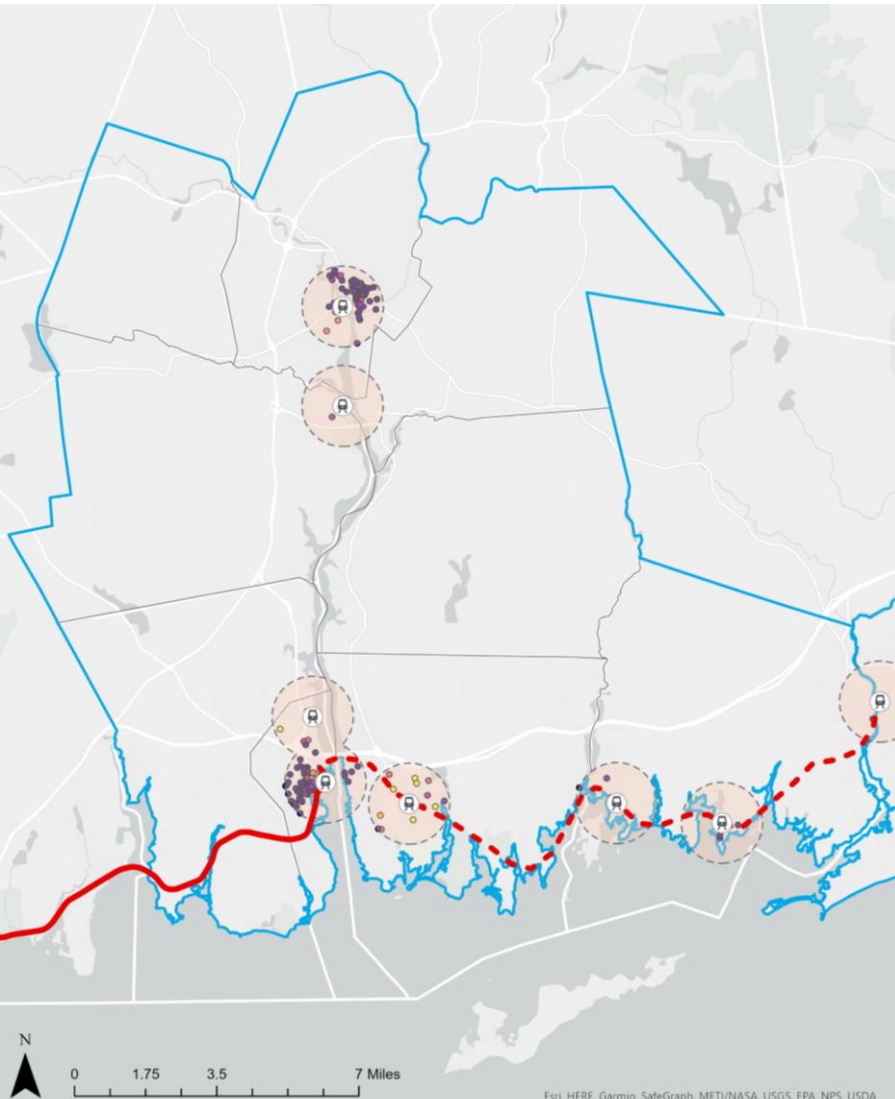 N
0 1.75 3.5 7 Miles
Esri, HERE, Garmin, SafeGraph, METI/NASA, USGS, EPA, NPS, USDA